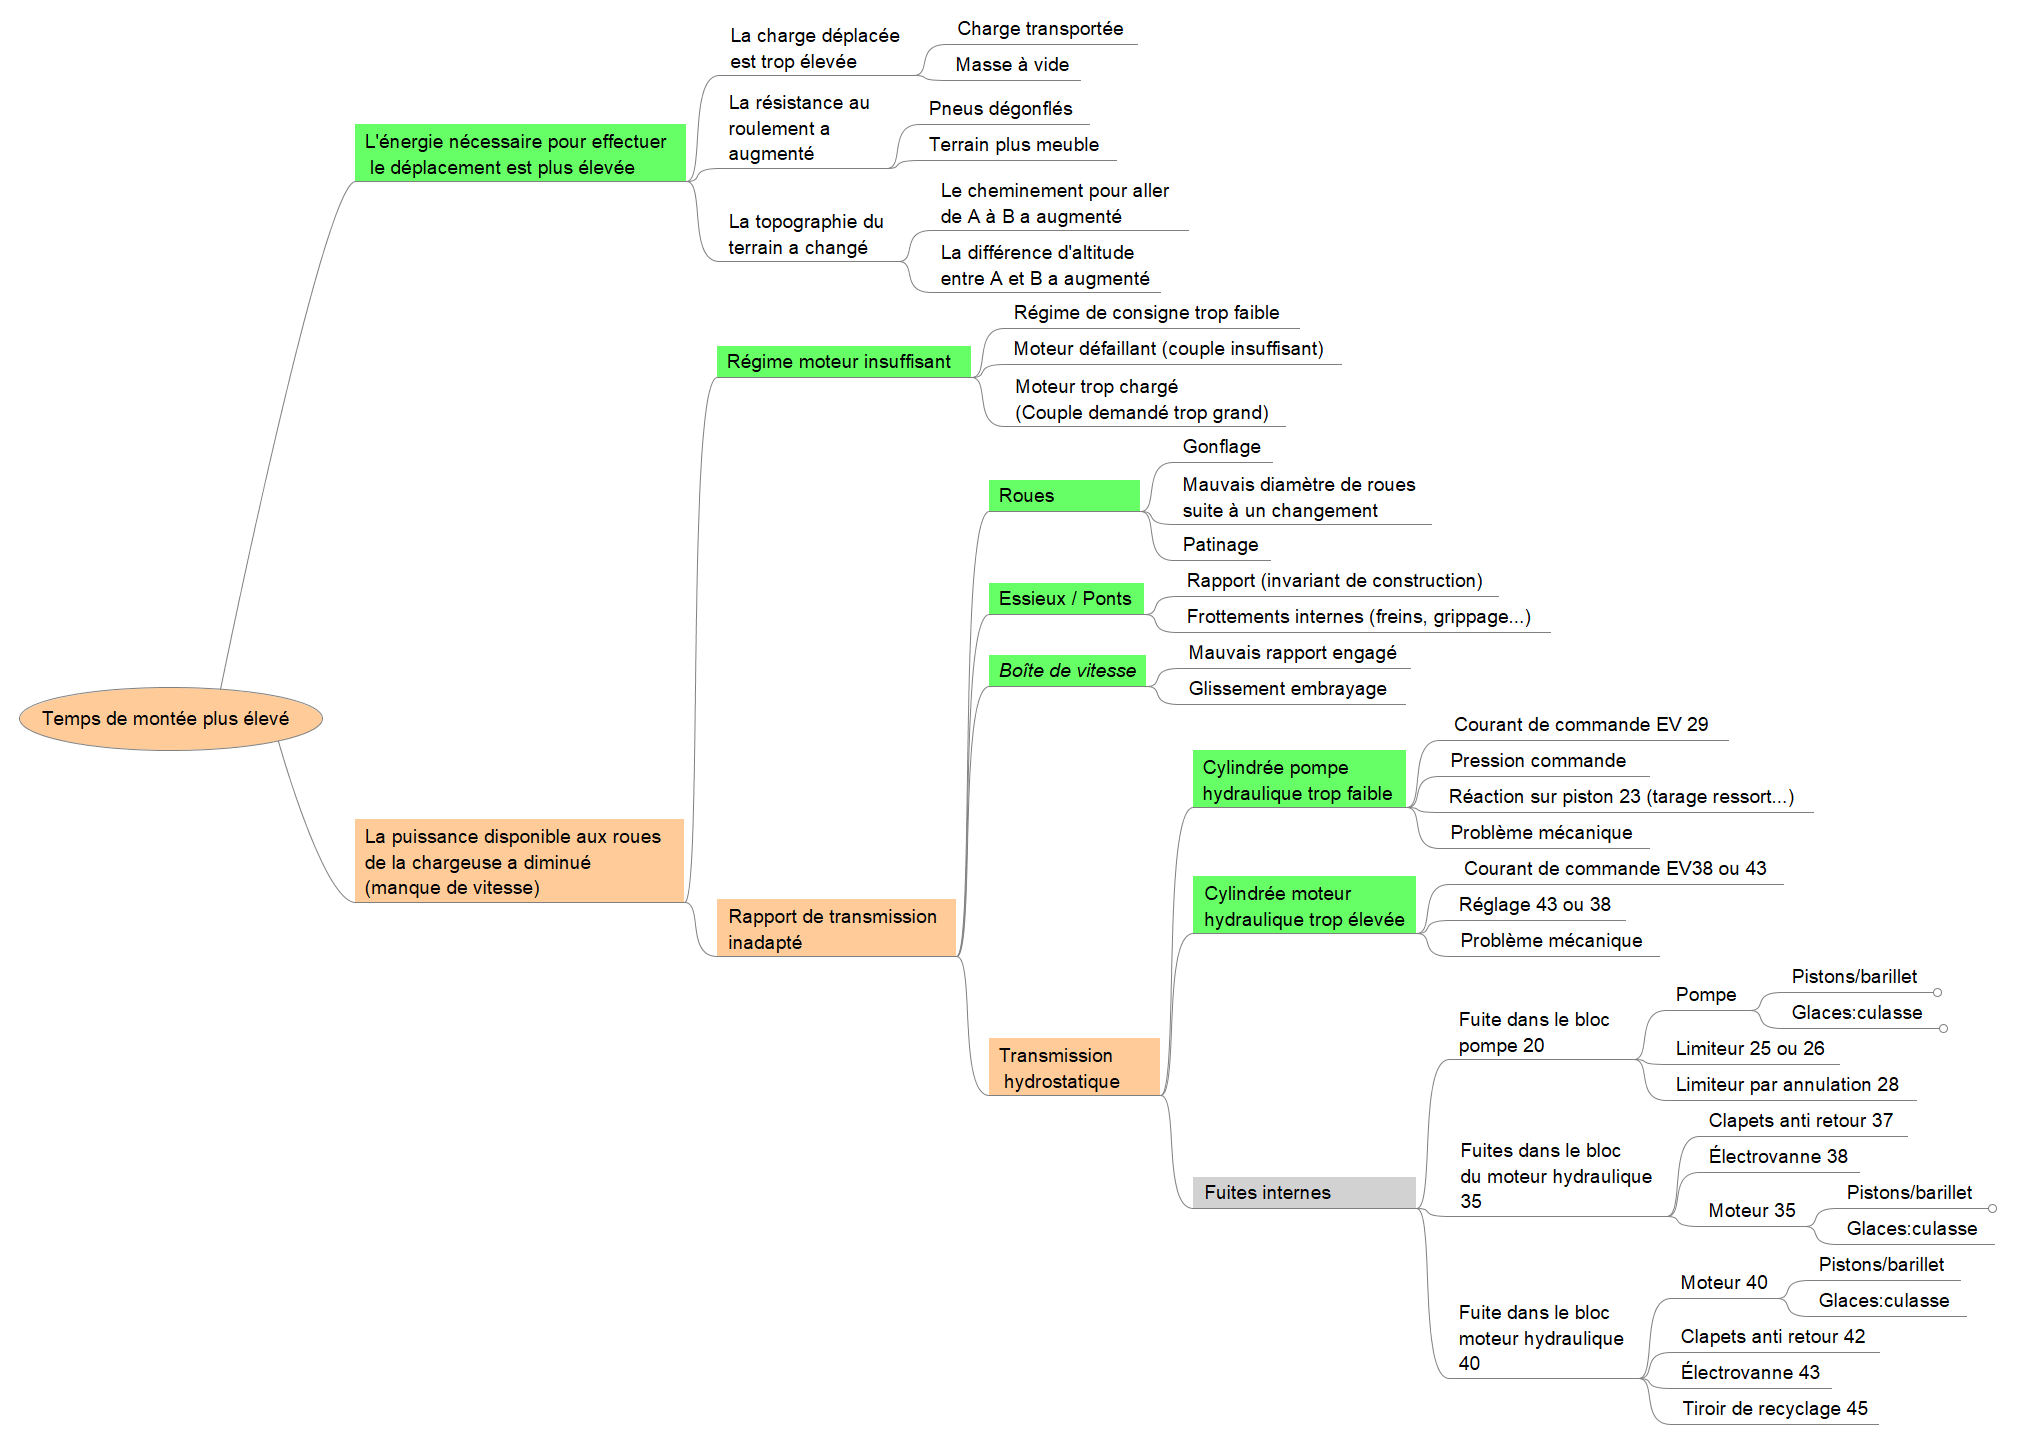 Charge transportée
La charge déplacée
est trop élevée
Masse à vide
La résistance au
roulement a
augmenté
Pneus dégonflés
Terrain plus meuble
L'énergie nécessaire pour effectuer
le déplacement est plus élevée
Le cheminement pour aller
de A à B a augmenté
La topographie du
terrain a changé
La différence d'altitude
entre A et B a augmenté
Régime de consigne trop faible
Régime moteur insuffisant
Moteur défaillant (couple insuffisant)
Moteur trop chargé
(Couple demandé trop grand)
Gonflage
Roues
Mauvais diamètre de roues
suite à un changement
Patinage
Rapport (invariant de construction)
Essieux / Ponts
Frottements internes (freins, grippage...)
Mauvais rapport engagé
Boîte de vitesse
Glissement embrayage
Temps de montée plus élevé
Courant de commande EV 29
Cylindrée pompe
hydraulique trop faible
Pression commande
Réaction sur piston 23 (tarage ressort...)
Problème mécanique
La puissance disponible aux roues
de la chargeuse a diminué
(manque de vitesse)
Courant de commande EV38 ou 43
Cylindrée moteur
hydraulique trop élevée
Réglage 43 ou 38
Problème mécanique
Rapport de transmission
inadapté
Pistons/barillet
Pompe
Glaces:culasse
Fuite dans le bloc
pompe 20
Limiteur 25 ou 26
Limiteur par annulation 28
Transmission
hydrostatique
Clapets anti retour 37
Fuites dans le bloc
du moteur hydraulique
35
Électrovanne 38
Pistons/barillet
Moteur 35
Glaces:culasse
Fuites internes
Pistons/barillet
Moteur 40
Glaces:culasse
Fuite dans le bloc
moteur hydraulique
40
Clapets anti retour 42
Électrovanne 43
Tiroir de recyclage 45